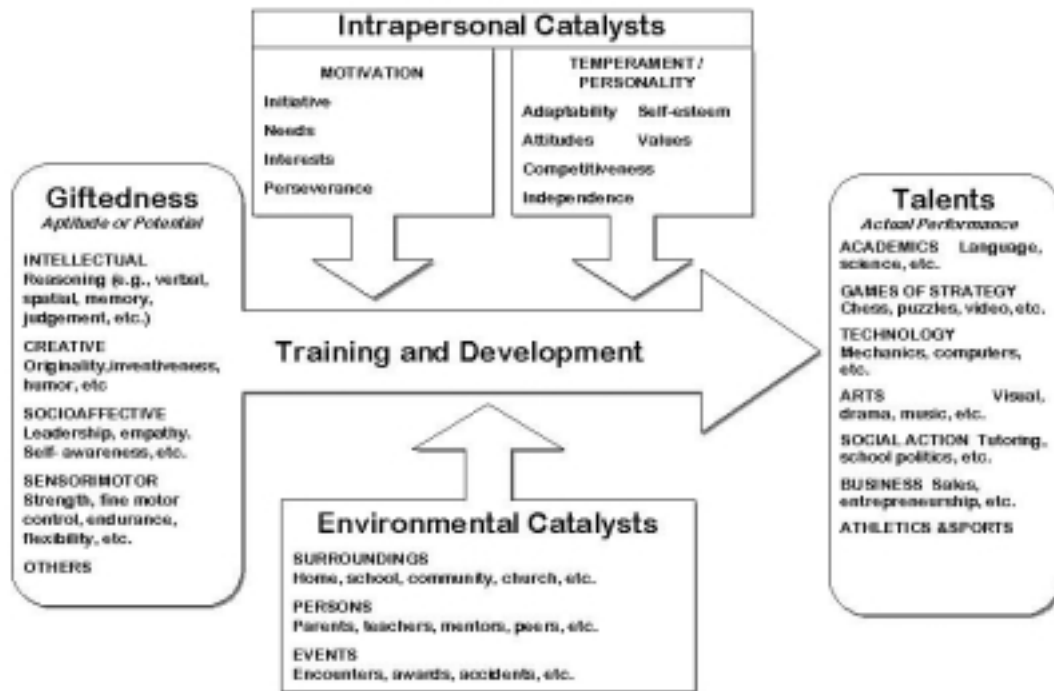 Intrapersonal Catalysts
MOTIVATION
Initiative
Needs
Interests
Perseverance
TEMPERAMENT /
PERSONALITY
Adaptability Self-esteem
Attitudes Values
Competitiveness
Independence
Giftedness
Aptitude or Potential
INTELLECTUAL
Reasoning (e.g., verbal,
spatial, memory,
judgement, etc.)
CREATIVE
Originality,inventiveness,
humor, etc
SOCIOAFFECTIVE
Leadership, empathy.
Self- awareness, etc.
SENSORIMOTOR
Strength, fine motor
control, endurance,
flexibility, etc.
OTHERS
Training and Development
Environmental Catalysts
SURROUNDINGS
Home, school, community, church, etc.
PERSONS
Parents, teachers, mentors, peers, etc.
EVENTS
Encounters, awards, accidents, etc.
Talents
Actual Performance
ACADEMICS Language,
science, etc.
GAMES OF STRATEGY
Chess, puzzles, video, etc.
TECHNOLOGY
Mechanics, computers,
etc.
ARTS Visual,
drama, music, etc.
SOCIAL ACTION Tutoring,
school politics, etc.
BUSINESS Sales,
entrepreneurship, etc.
ATHLETICS &SPORTS